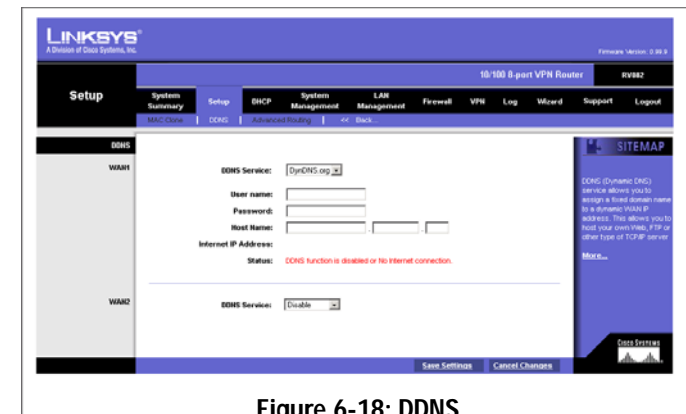 LINKSYS®
A Division of Cisco Systems, Inc.
Firmware Version: 0.99.9
10/100 8-port VPN Router
RV082
Setup
System Summary
Setup
DHCP
System Management
LAN Management
Firewall
VPN
Log
Wizard
Support
Logout
MAC Clone | DDNS | Advanced Routing | << Back...
DDNS
SITEMAP
WAN1
DDNS Service: DynDNS.org
User name:
Password:
Host Name: . .
Internet IP Address:
Status: DDNS function is disabled or No Internet connection.
DDNS (Dynamic DNS)
service allows you to
assign a fixed domain name
to a dynamic WAN IP
address. This allows you to
host your own Web, FTP or
other type of TCP/IP server
More...
WAN2
DDNS Service: Disable
Save Settings
Cancel Changes
CISCO SYSTEMS
Figure 6-18: DDNS